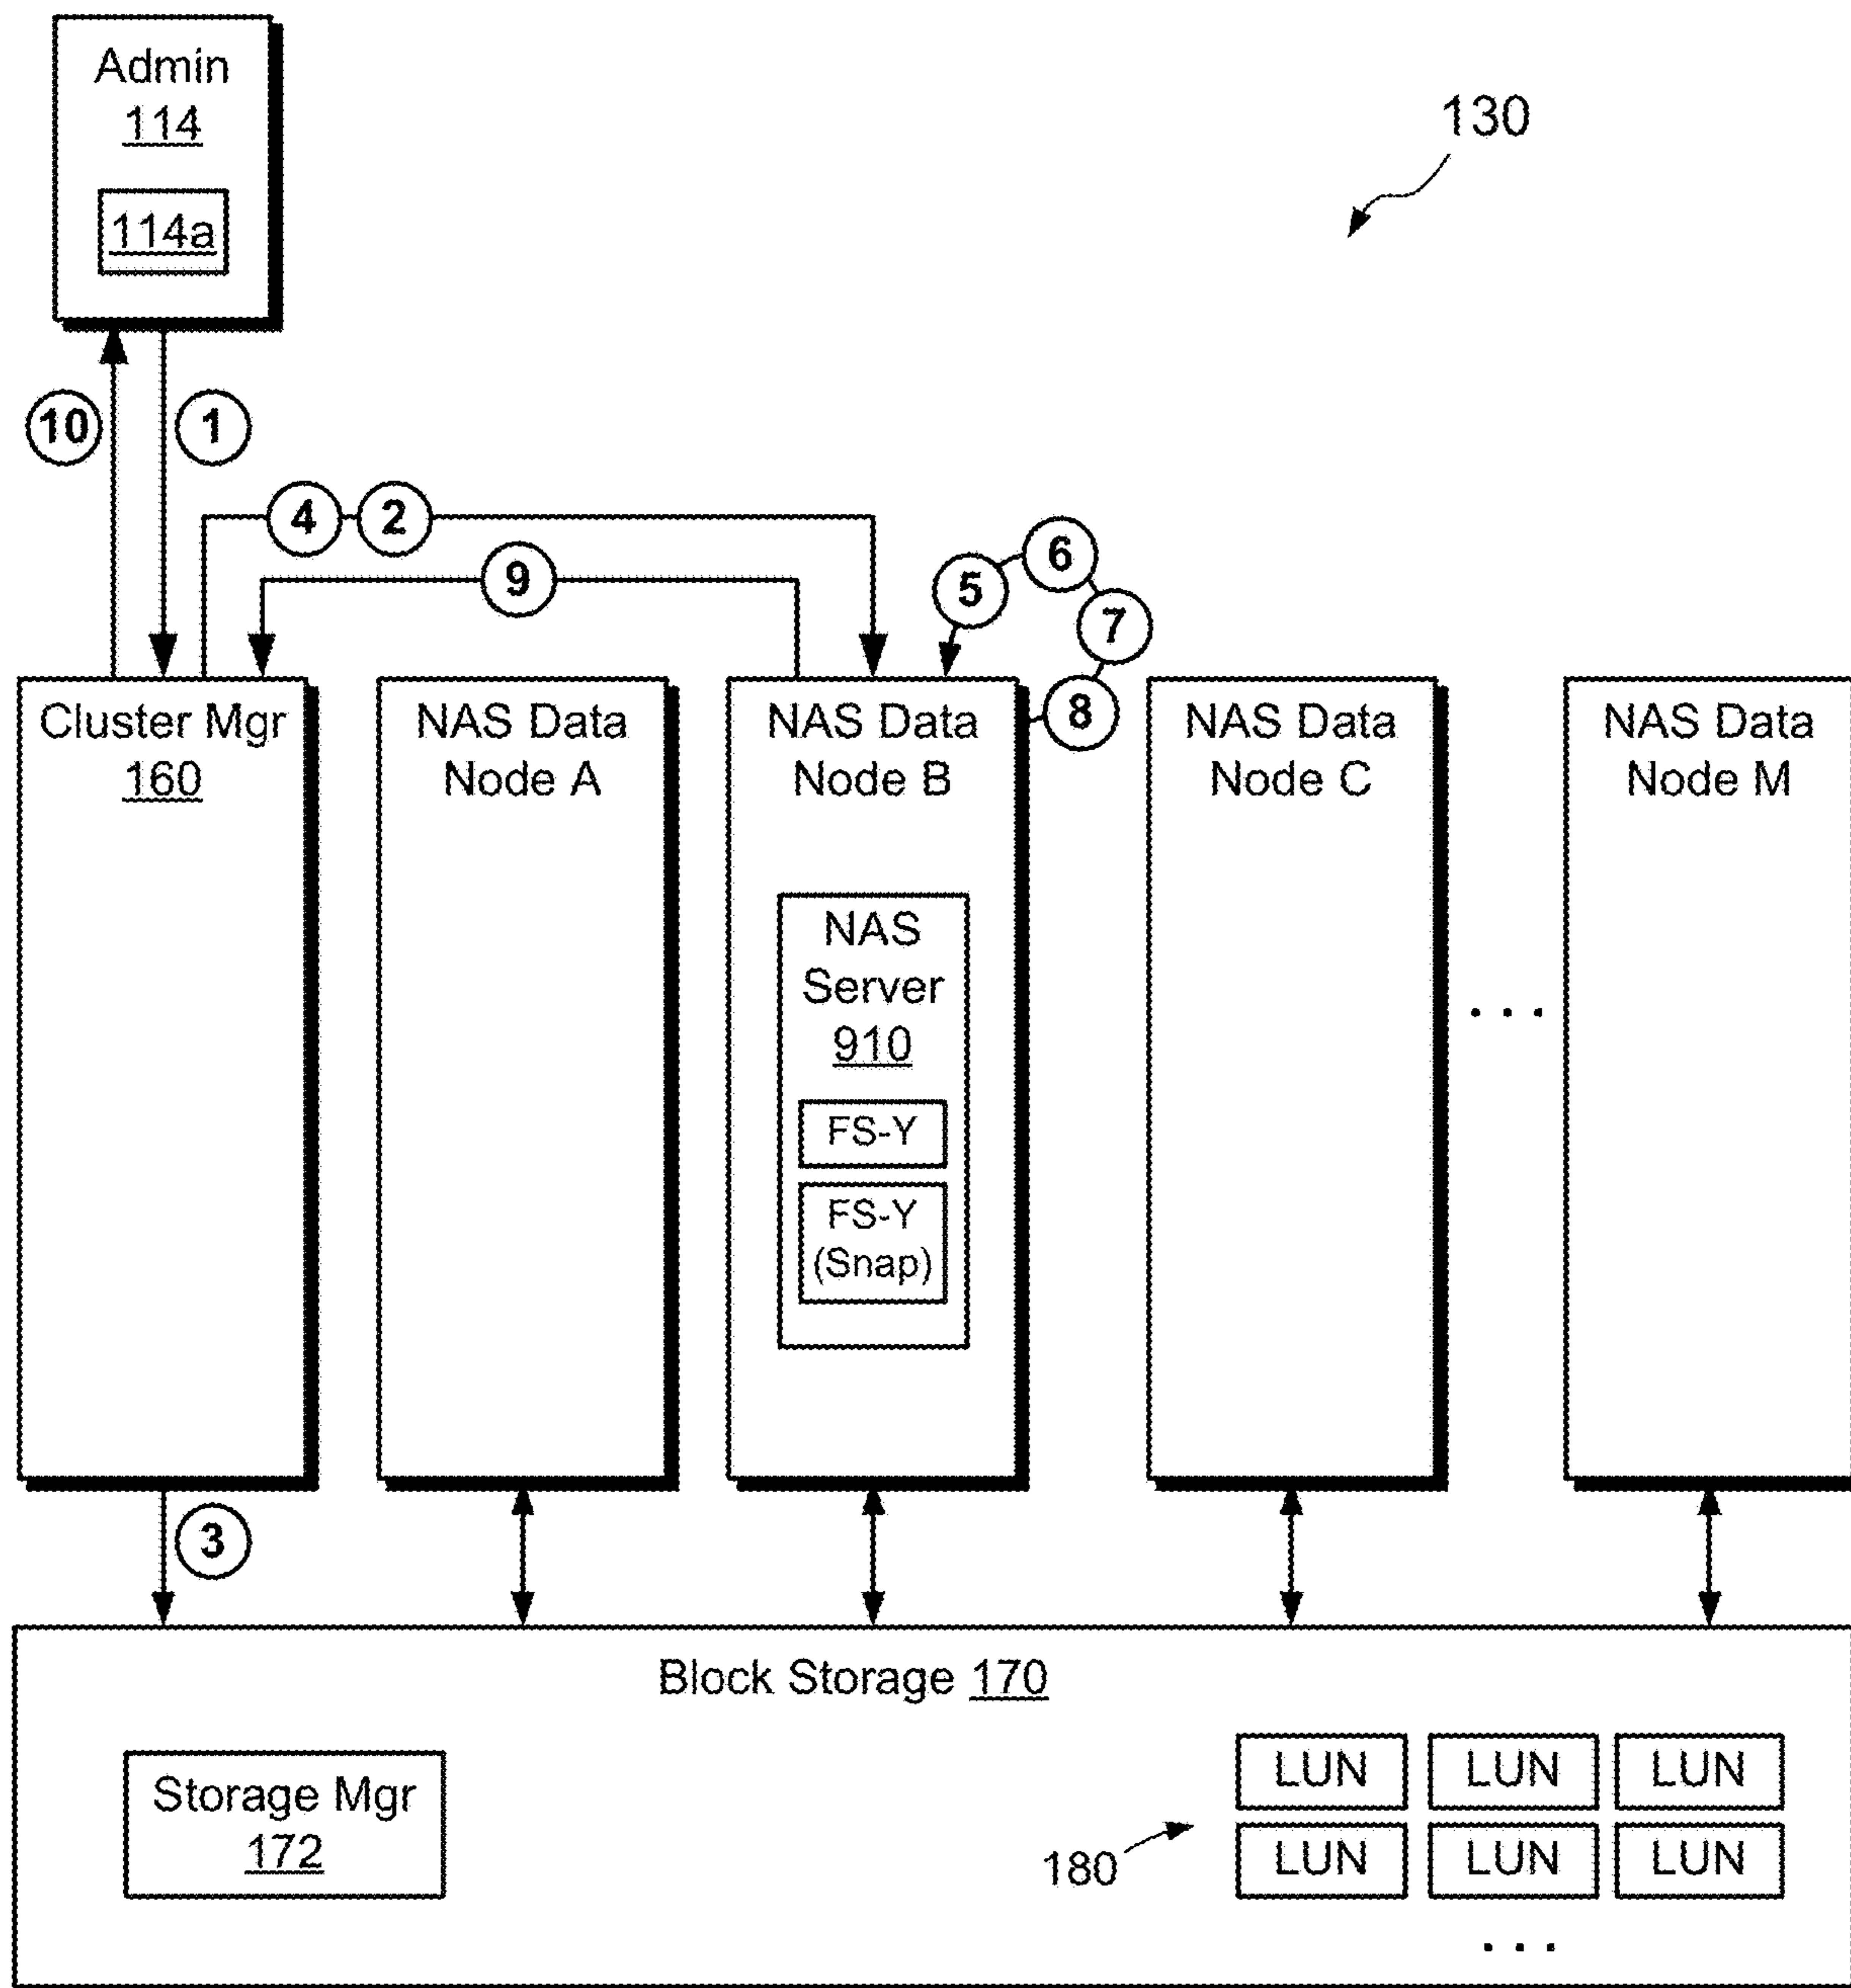 Admin
114
114a
130
10
1
4
2
9
5
6
7
8
Cluster Mgr
160
NAS Data
Node A
NAS Data
Node B
NAS
Server
910
FS-Y
FS-Y
(Snap)
NAS Data
Node C
. . .
NAS Data
Node M
3
Block Storage 170
Storage Mgr
172
180
LUN LUN LUN
LUN LUN LUN
. . .